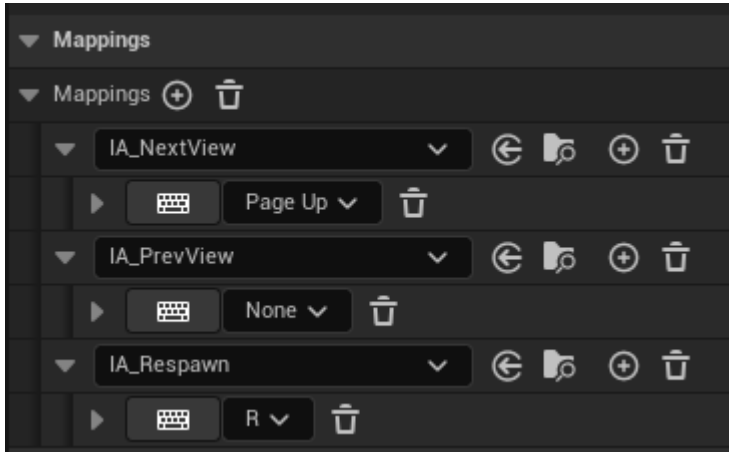 Mappings
Mappings
IA_NextView
Page Up
IA_PrevView
None
IA_Respawn
R